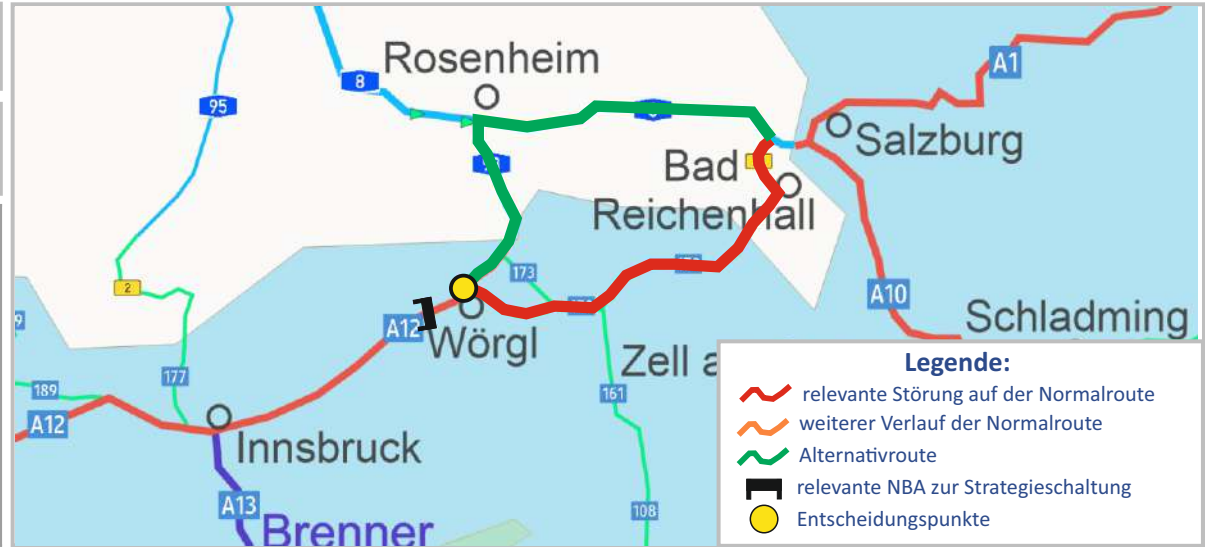 Rosenheim
8
A1
95
Salzburg
Bad
Reichenhall
173
2
A10
A12
Wörgl
Schladming
Zell a
177
189
161
A12
Innsbruck
A13
108
Brenner
Legende:
relevante Störung auf der Normalroute
weiterer Verlauf der Normalroute
Alternativroute
relevante NBA zur Strategieschaltung
Entscheidungspunkte